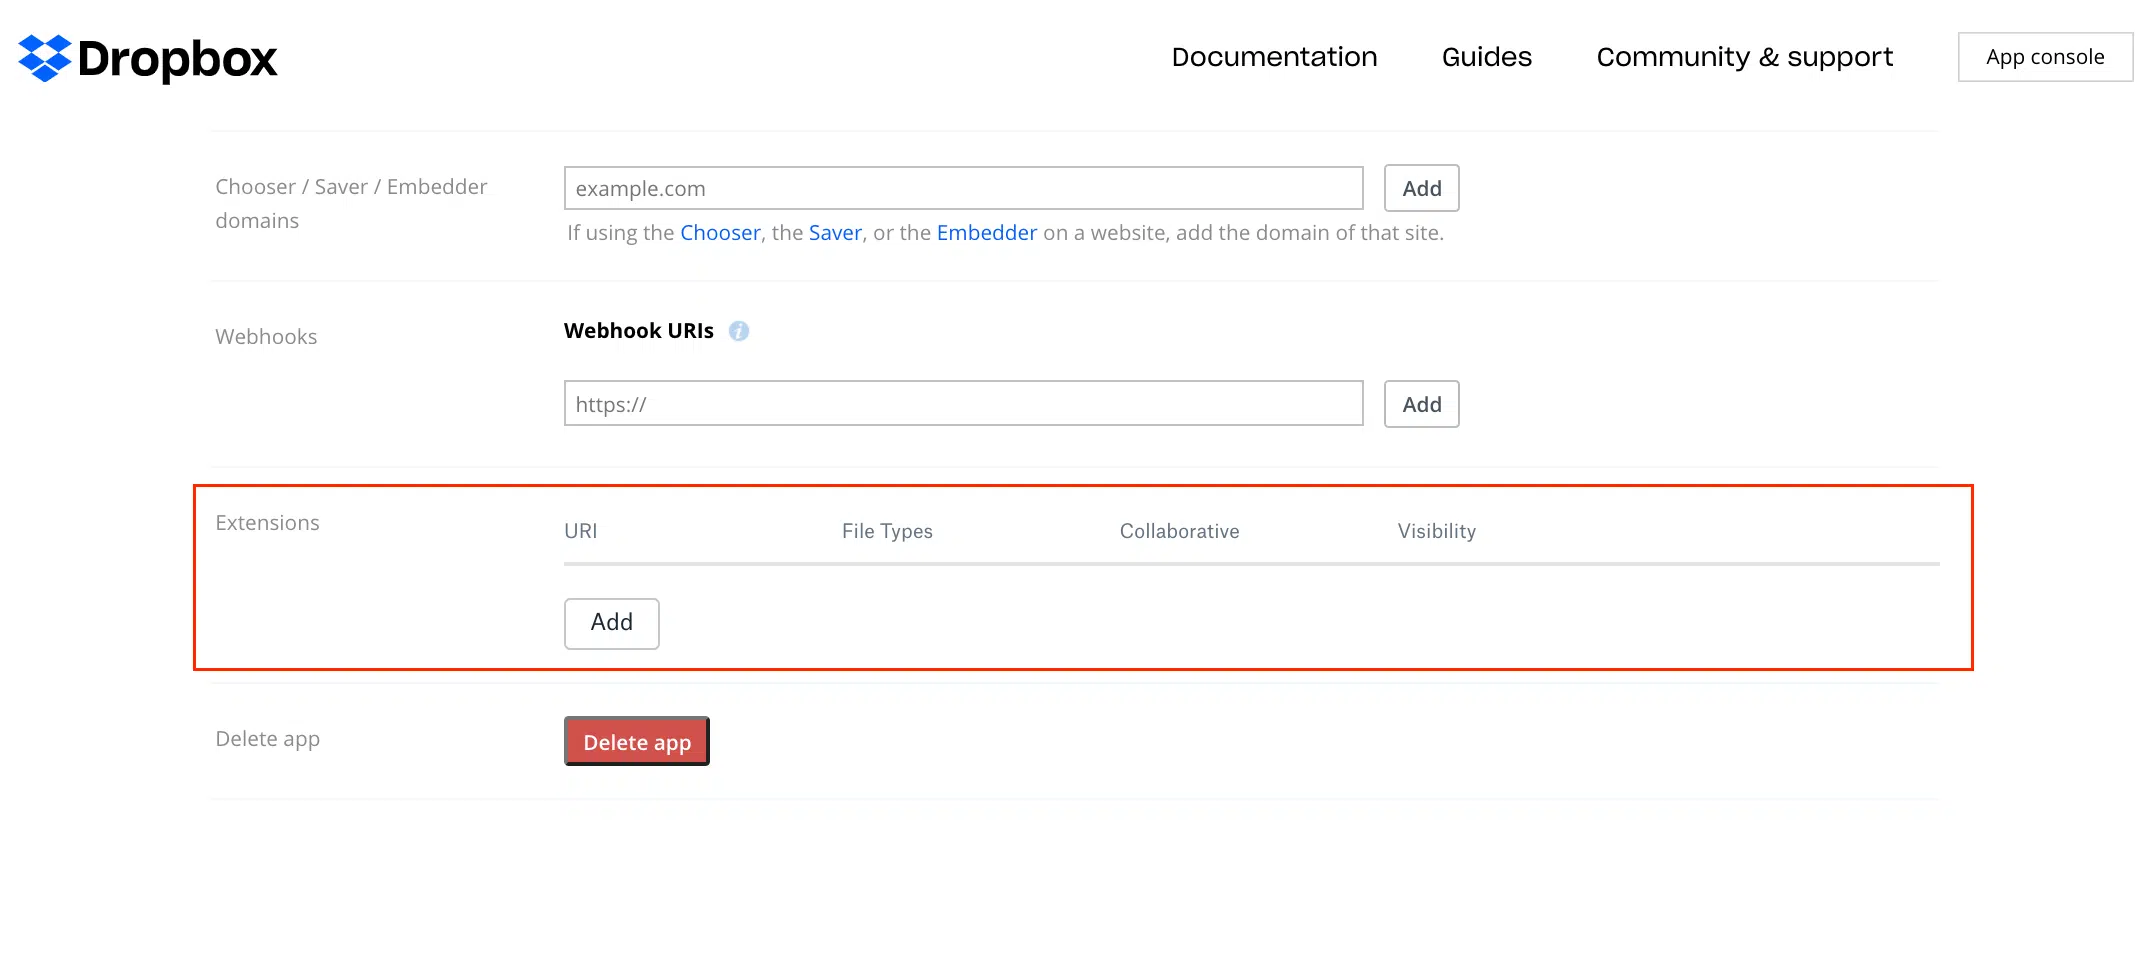 Dropbox
Documentation Guides Community & support App console
Chooser / Saver / Embedder
domains
example.com Add
If using the Chooser, the Saver, or the Embedder on a website, add the domain of that site.
Webhooks
Webhook URIs i
https:// Add
Extensions
URI File Types Collaborative Visibility
Add
Delete app
Delete app